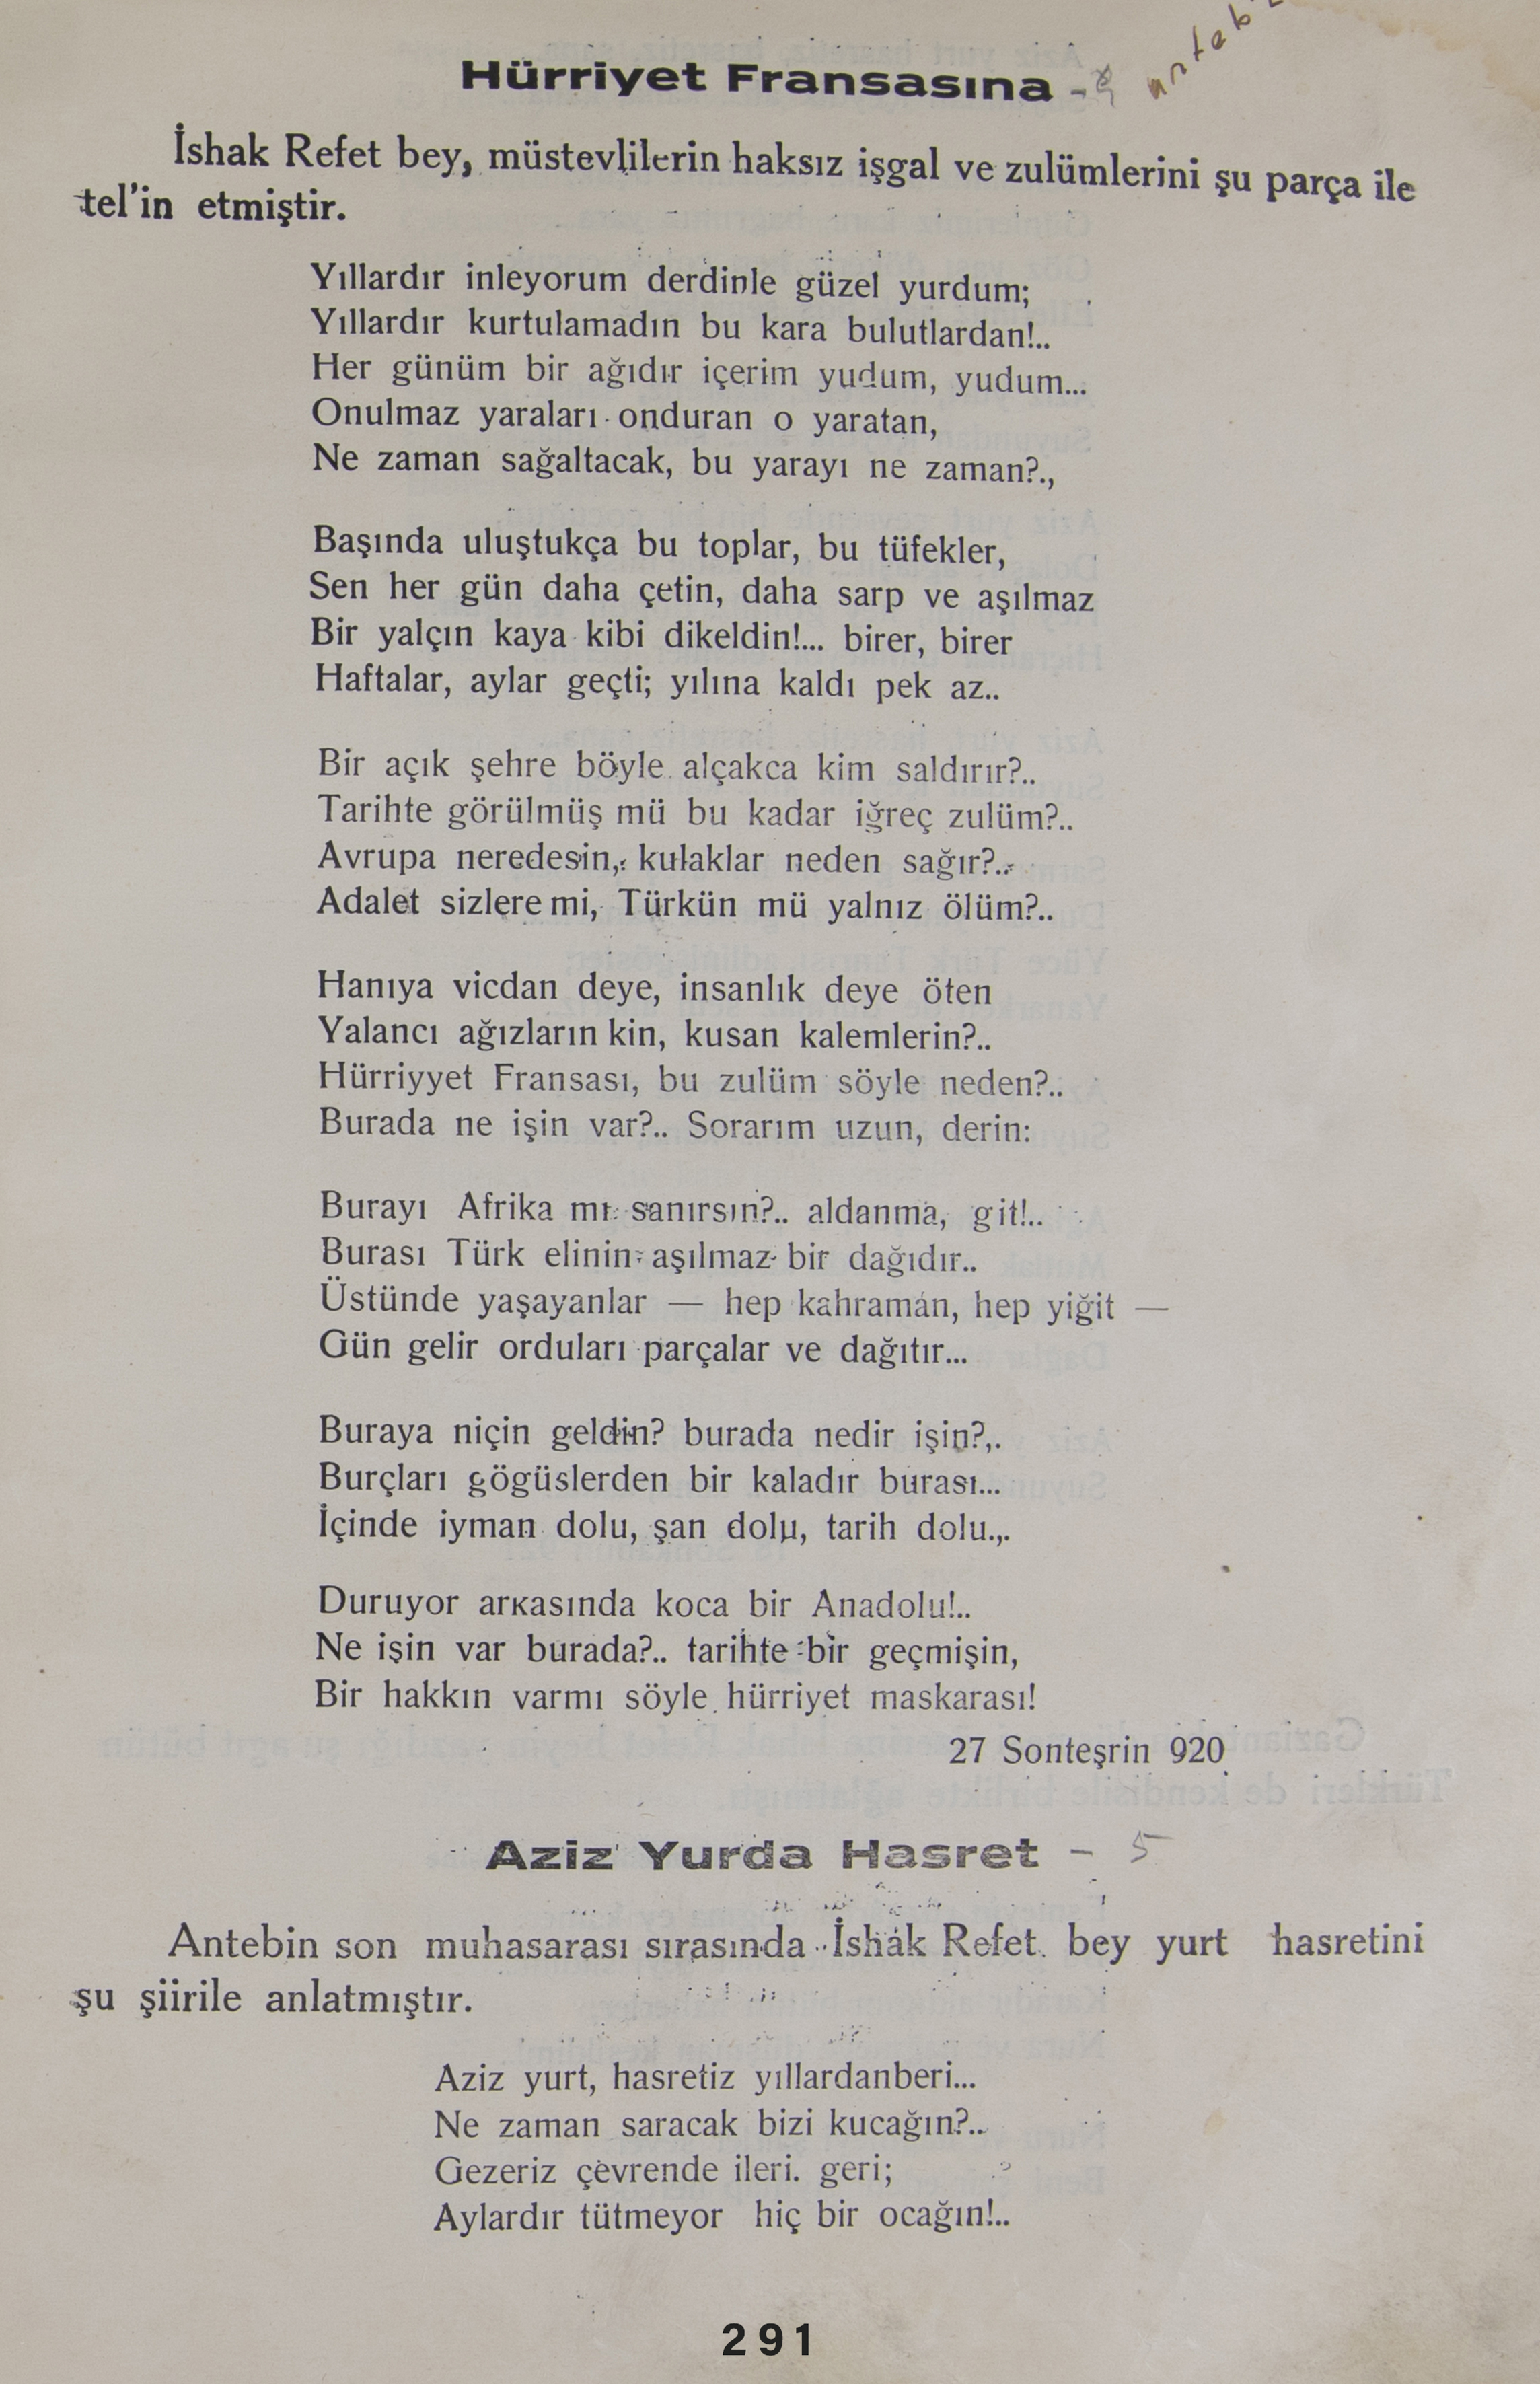 Hürriyet Fransasına -
İshak Refet bey, müstevlilerin haksız işgal ve zulümlerini şu parça ile
tel'in etmiştir.
Yıllardır inleyorum derdinle güzel yurdum;
Yıllardır kurtulamadın bu kara bulutlardan!..
Her günüm bir ağıdır içerim yudum, yudum...
Onulmaz yaraları onduran o yaratan,
Ne zaman sağaltacak, bu yarayı ne zaman?.,
Başında uluştukça bu toplar, bu tüfekler,
Sen her gün daha çetin, daha sarp ve aşılmaz
Bir yalçın kaya kibi dikeldin!... birer, birer
Haftalar, aylar geçti; yılına kaldı pek az..
Bir açık şehre böyle alçakca kim saldırır?..
Tarihte görülmüş mü bu kadar iğreç zulüm?..
Avrupa neredesin, kulaklar neden sağır?..
Adalet sizlere mi, Türkün mü yalnız ölüm?..
Hanıya vicdan deye, insanlık deye öten
Yalancı ağızların kin, kusan kalemlerin?..
Hürriyyet Fransası, bu zulüm söyle neden?..
Burada ne işin var?.. Sorarım uzun, derin:
Burayı Afrika mı sanırsın?.. aldanma, git!..
Burası Türk elinin aşılmaz bir dağıdır..
Üstünde yaşayanlar — hep kahraman, hep yiğit —
Gün gelir orduları parçalar ve dağıtır...
Buraya niçin geldin? burada nedir işin?,.
Burçları gögüslerden bir kaladır burası...
İçinde iyman dolu, şan dolu, tarih dolu.,.
Duruyor arkasında koca bir Anadolu!..
Ne işin var burada?.. tarihte bir geçmişin,
Bir hakkın varmı söyle hürriyet maskarası!
27 Sonteşrin 920
Aziz Yurda Hasret - 5
Antebin son muhasarası sırasında İshak Refet bey yurt hasretini
şu şiirile anlatmıştır.
Aziz yurt, hasretiz yıllardanberi...
Ne zaman saracak bizi kucağın?..
Gezeriz çevrende ileri. geri;
Aylardır tütmeyor hiç bir ocağın!..
291